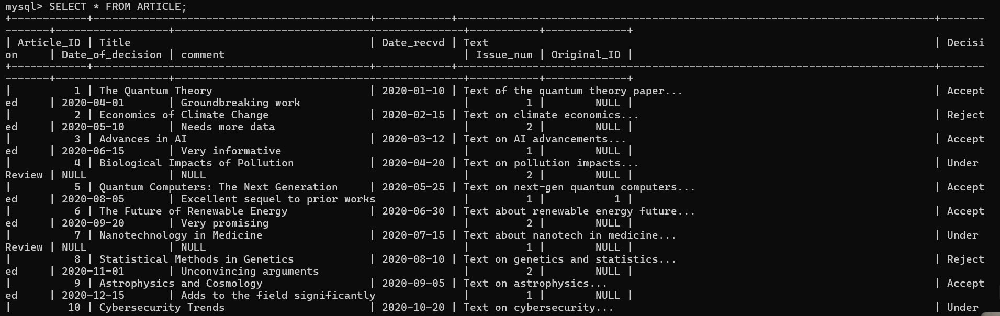 mysql> SELECT * FROM ARTICLE;
+------------+--------------------------------------------+------------+----------------------------------------------------------------------------+-------
-------+------------------+----------------------------------------------+-----------+-------------+
| Article_ID | Title                                      | Date_recvd | Text                                                                       | Decisi
on     | Date_of_decision | comment                                      | Issue_num | Original_ID |
+------------+--------------------------------------------+------------+----------------------------------------------------------------------------+-------
-------+------------------+----------------------------------------------+-----------+-------------+
|          1 | The Quantum Theory                         | 2020-01-10 | Text of the quantum theory paper...                                        | Accept
ed     | 2020-04-01       | Groundbreaking work                          |         1 |        NULL |
|          2 | Economics of Climate Change                | 2020-02-15 | Text on climate economics...                                               | Reject
ed     | 2020-05-10       | Needs more data                              |         2 |        NULL |
|          3 | Advances in AI                             | 2020-03-12 | Text on AI advancements...                                                 | Accept
ed     | 2020-06-15       | Very informative                             |         1 |        NULL |
|          4 | Biological Impacts of Pollution            | 2020-04-20 | Text on pollution impacts...                                               | Under
Review | NULL             | NULL                                         |         2 |        NULL |
|          5 | Quantum Computers: The Next Generation     | 2020-05-25 | Text on next-gen quantum computers...                                      | Accept
ed     | 2020-08-05       | Excellent sequel to prior works              |         1 |           1 |
|          6 | The Future of Renewable Energy             | 2020-06-30 | Text about renewable energy future...                                      | Accept
ed     | 2020-09-20       | Very promising                               |         2 |        NULL |
|          7 | Nanotechnology in Medicine                 | 2020-07-15 | Text about nanotech in medicine...                                         | Under
Review | NULL             | NULL                                         |         1 |        NULL |
|          8 | Statistical Methods in Genetics            | 2020-08-10 | Text on genetics and statistics...                                         | Reject
ed     | 2020-11-01       | Unconvincing arguments                       |         2 |        NULL |
|          9 | Astrophysics and Cosmology                 | 2020-09-05 | Text on astrophysics...                                                    | Accept
ed     | 2020-12-15       | Adds to the field significantly              |         1 |        NULL |
|         10 | Cybersecurity Trends                       | 2020-10-20 | Text on cybersecurity...                                                   | Under